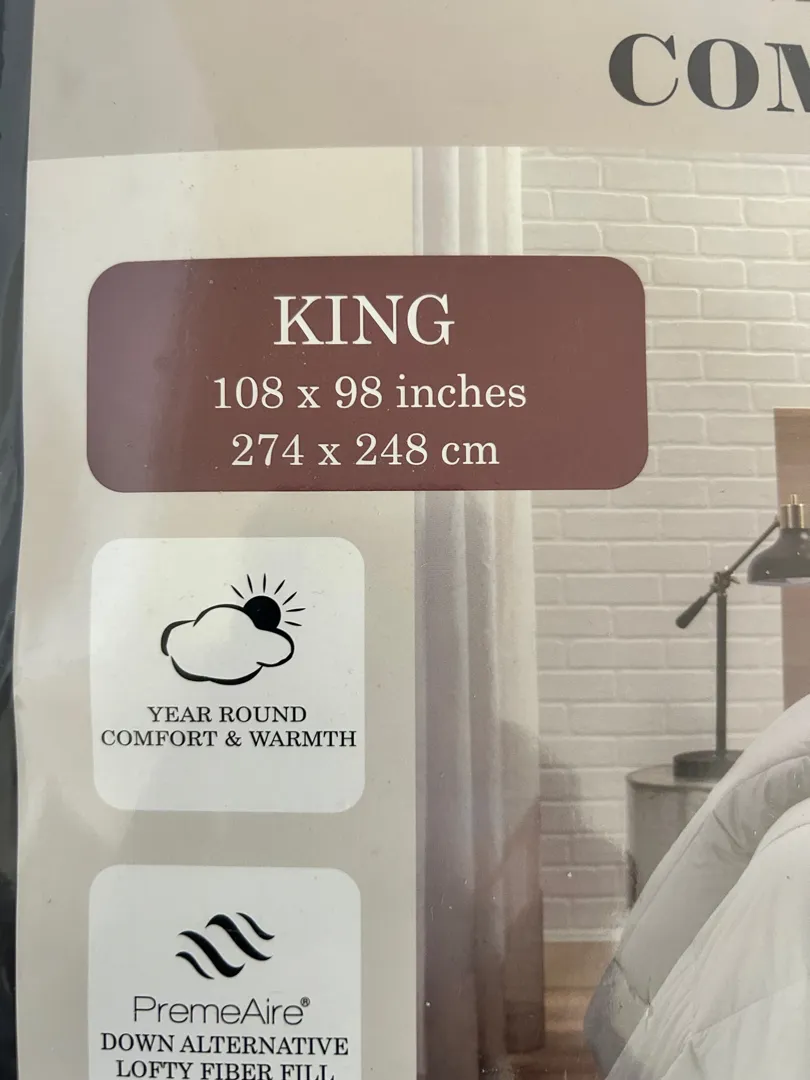 COM
KING
108 x 98 inches
274 x 248 cm
YEAR ROUND
COMFORT & WARMTH
PremeAire®
DOWN ALTERNATIVE
LOFTY FIBER FILL